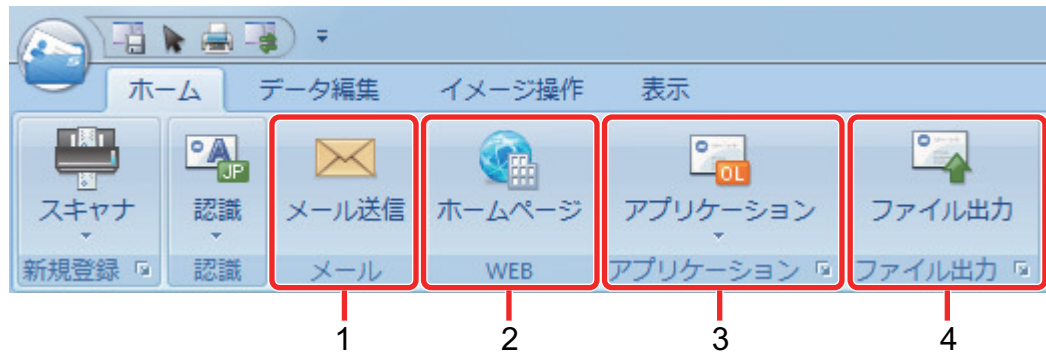 ホーム データ編集 イメージ操作 表示
A JP OL
スキャナ 認識 メール送信 ホームページ アプリケーション ファイル出力
新規登録 認識 メール WEB アプリケーション ファイル出力
1 2 3 4